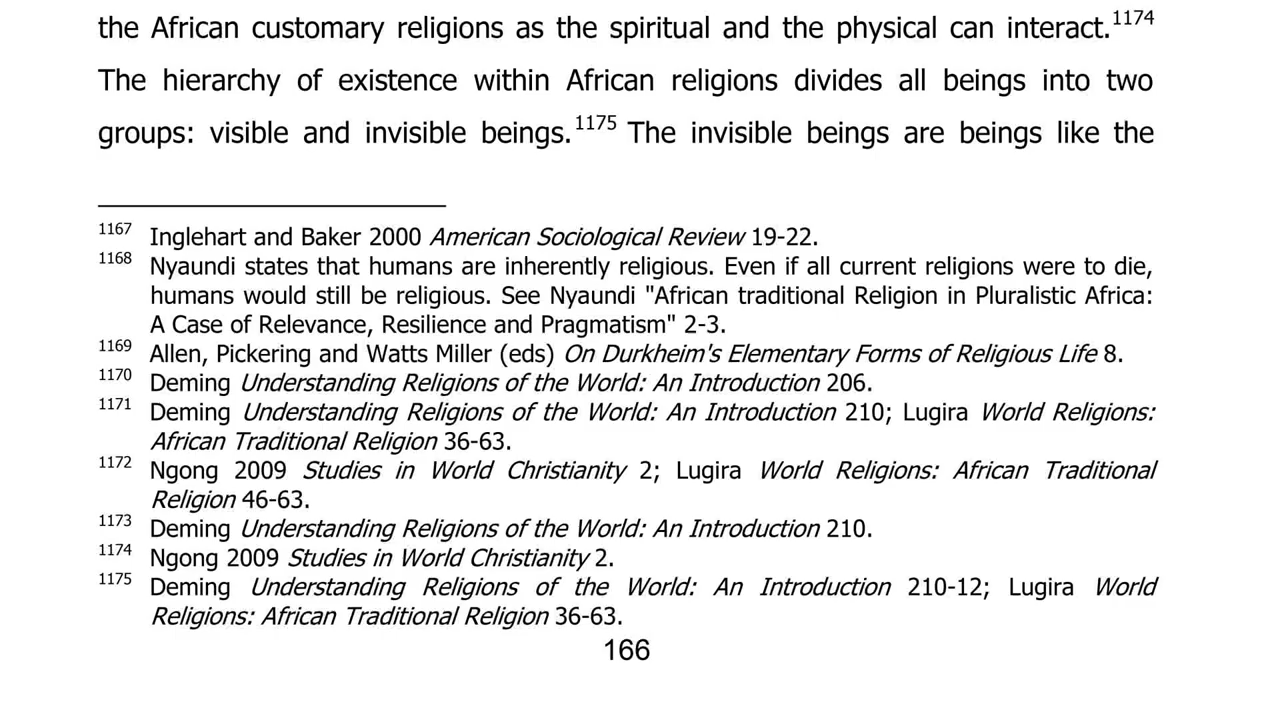 the African customary religions as the spiritual and the physical can interact.1174
The hierarchy of existence within African religions divides all beings into two
groups: visible and invisible beings.1175 The invisible beings are beings like the
1167 Inglehart and Baker 2000 American Sociological Review 19-22.
1168 Nyaundi states that humans are inherently religious. Even if all current religions were to die,
humans would still be religious. See Nyaundi "African traditional Religion in Pluralistic Africa:
A Case of Relevance, Resilience and Pragmatism" 2-3.
1169 Allen, Pickering and Watts Miller (eds) On Durkheim's Elementary Forms of Religious Life 8.
1170 Deming Understanding Religions of the World: An Introduction 206.
1171 Deming Understanding Religions of the World: An Introduction 210; Lugira World Religions:
African Traditional Religion 36-63.
1172 Ngong 2009 Studies in World Christianity 2; Lugira World Religions: African Traditional
Religion 46-63.
1173 Deming Understanding Religions of the World: An Introduction 210.
1174 Ngong 2009 Studies in World Christianity 2.
1175 Deming Understanding Religions of the World: An Introduction 210-12; Lugira World
Religions: African Traditional Religion 36-63.
166